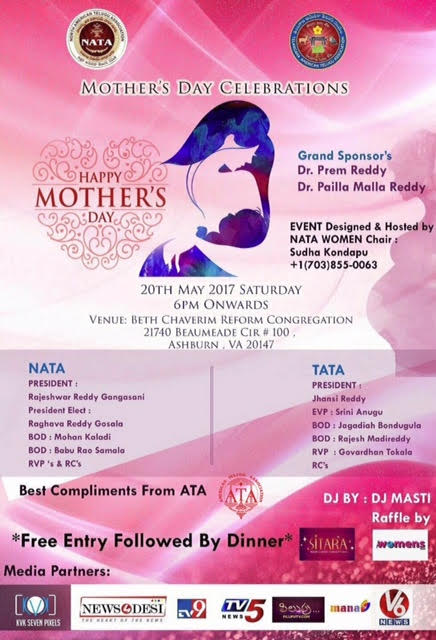 NATA
MOTHER'S DAY CELEBRATIONS
HAPPY
MOTHER'S
DAY
Grand Sponsor's
Dr. Prem Reddy
Dr. Pailla Malla Reddy
EVENT Designed & Hosted by
NATA WOMEN Chair :
Sudha Kondapu
+1(703)855-0063
20TH MAY 2017 SATURDAY
6PM ONWARDS
VENUE: BETH CHAVERIM REFORM CONGREGATION
21740 BEAUMEADE CIR # 100 ,
ASHBURN , VA 20147
NATA
PRESIDENT :
Rajeshwar Reddy Gangasani
President Elect :
Raghava Reddy Gosala
BOD : Mohan Kaladi
BOD : Babu Rao Samala
RVP 's & RC's
TATA
PRESIDENT :
Jhansi Reddy
EVP : Srini Anugu
BOD : Jagadiah Bondugula
BOD : Rajesh Madireddy
RVP : Govardhan Tokala
RC's
Best Compliments From ATA
ATA
DJ BY : DJ MASTI
Raffle by
*Free Entry Followed By Dinner*
SITARA
womens
Media Partners:
KVK SEVEN PIXELS
NEWS DESI
THE HEART OF THE NEWS
TV9
TV5
NEWS
mana
V6
NEWS